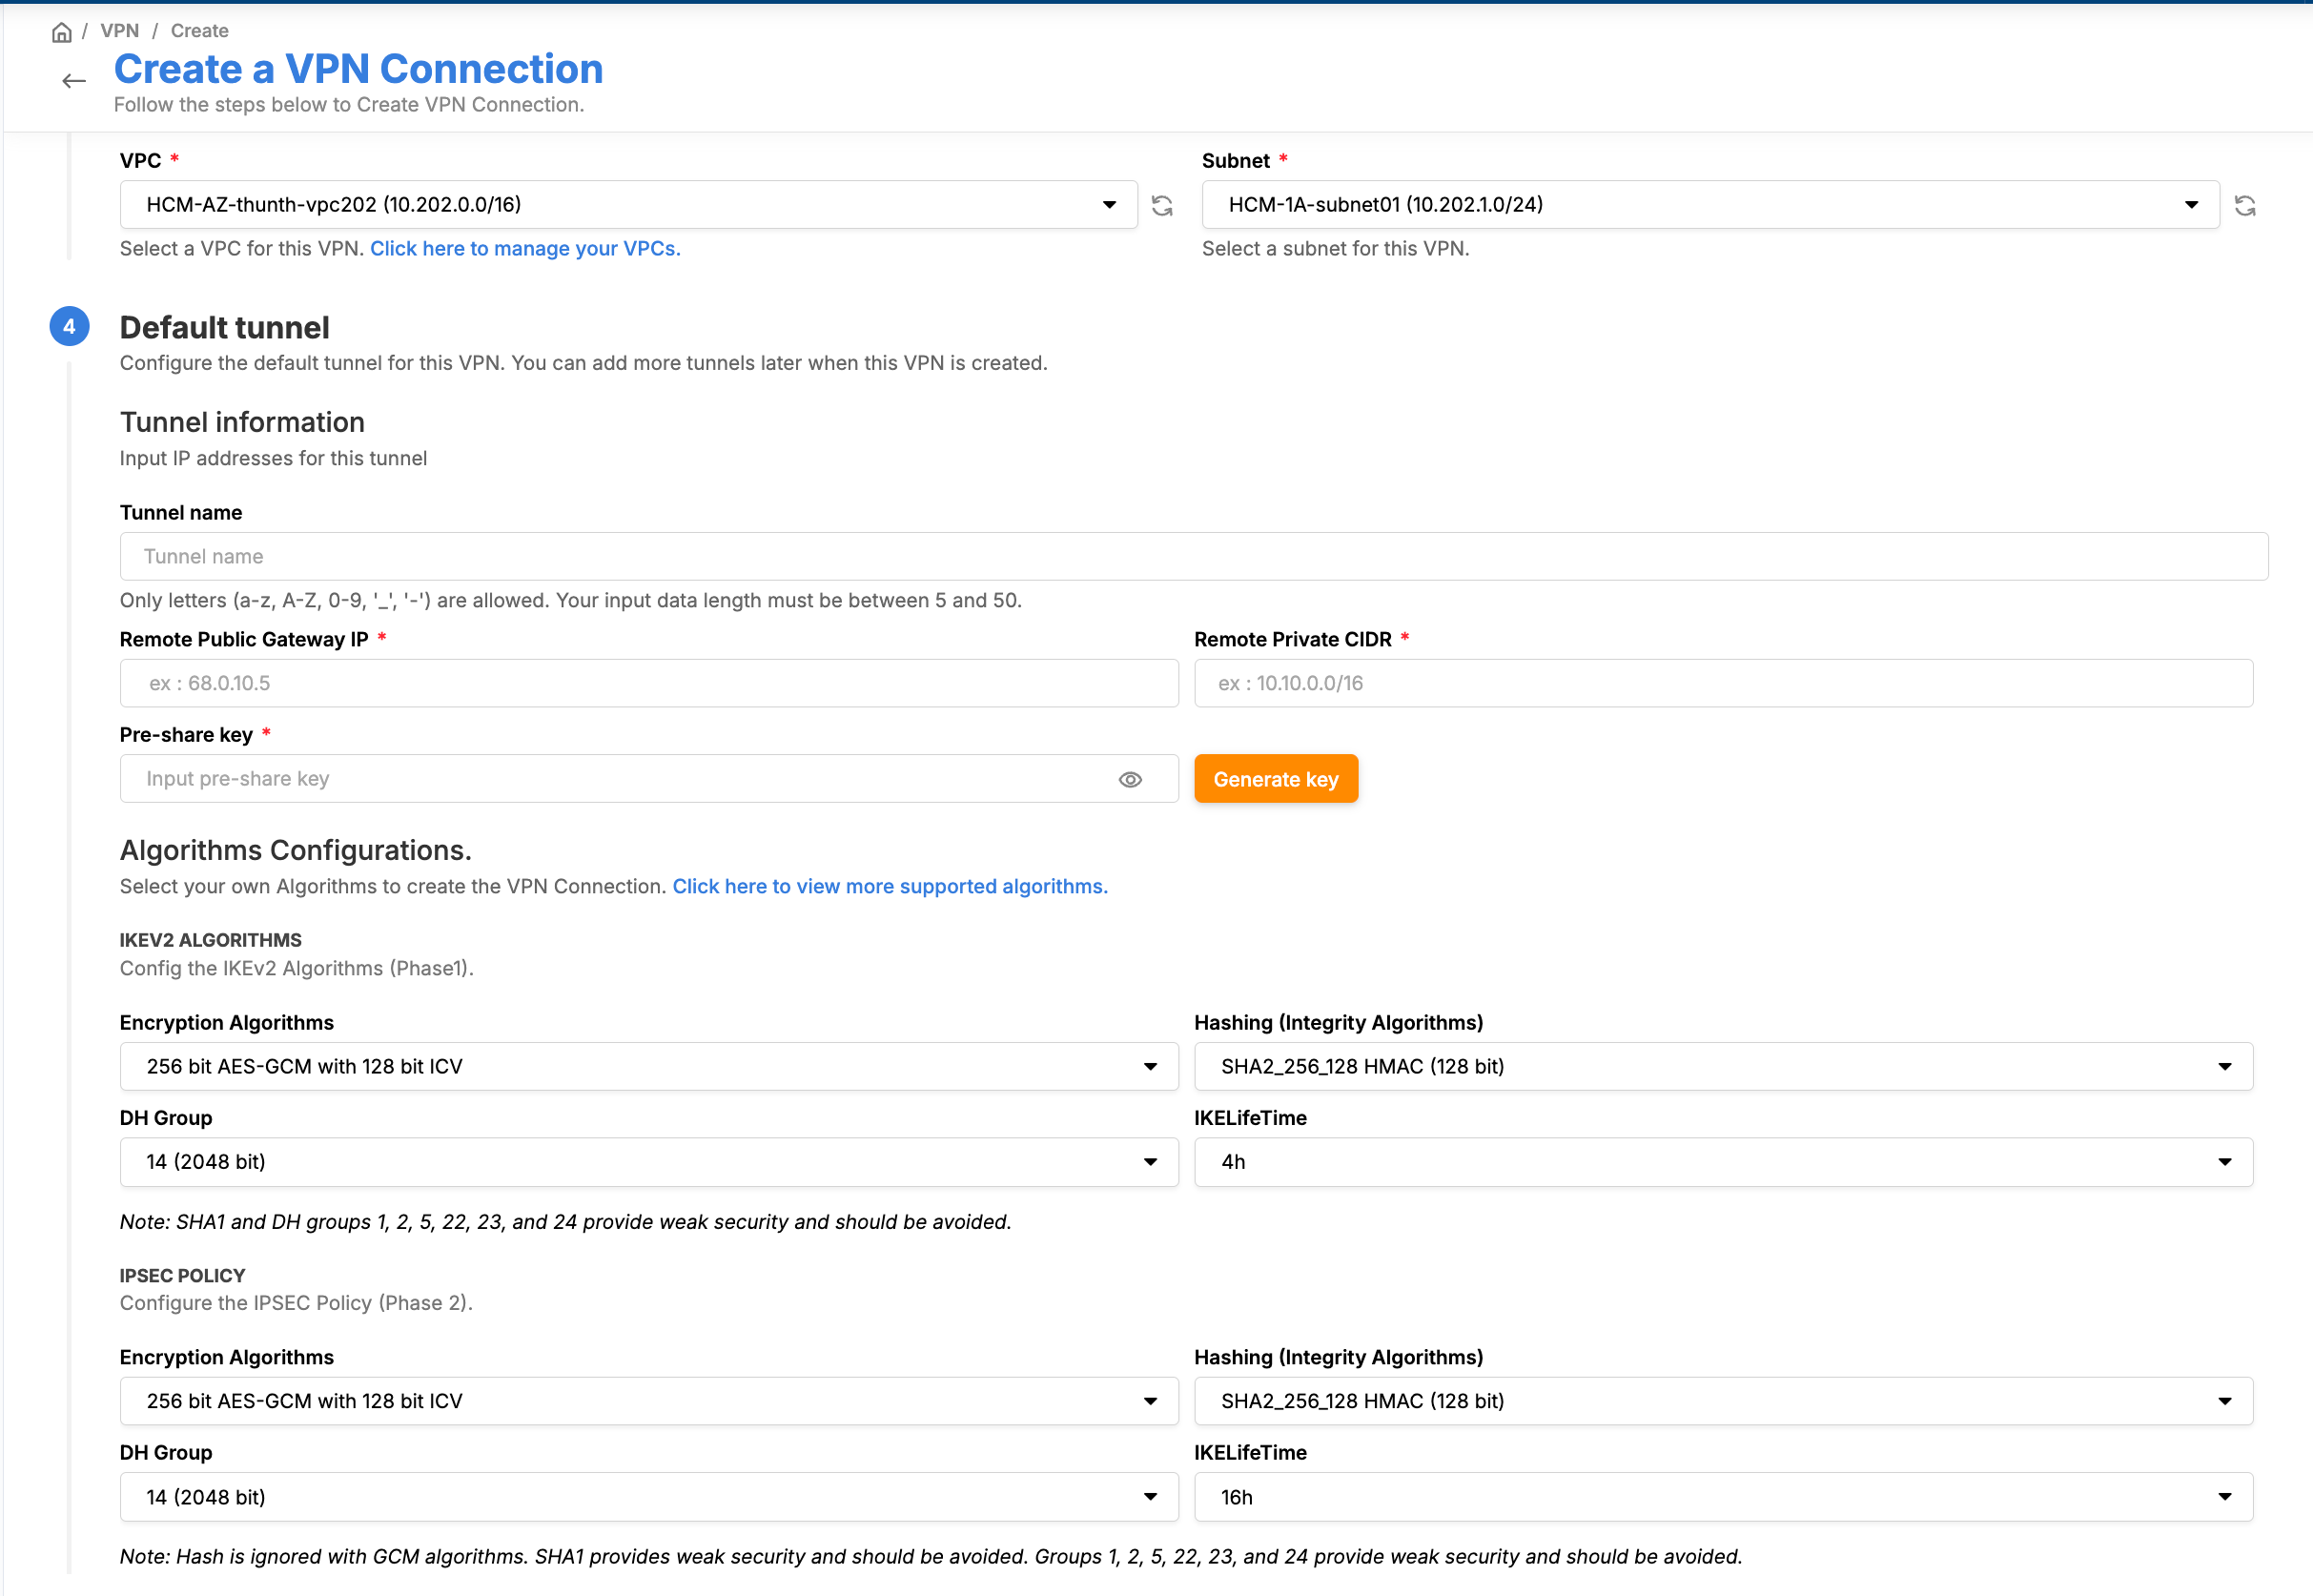 / VPN / Create
Create a VPN Connection
Follow the steps below to Create VPN Connection.
VPC *
Subnet *
HCM-AZ-thunth-vpc202 (10.202.0.0/16)
HCM-1A-subnet01 (10.202.1.0/24)
Select a VPC for this VPN. Click here to manage your VPCs.
Select a subnet for this VPN.
4
Default tunnel
Configure the default tunnel for this VPN. You can add more tunnels later when this VPN is created.
Tunnel information
Input IP addresses for this tunnel
Tunnel name
Tunnel name
Only letters (a-z, A-Z, 0-9, '_', '-') are allowed. Your input data length must be between 5 and 50.
Remote Public Gateway IP *
Remote Private CIDR *
ex : 68.0.10.5
ex : 10.10.0.0/16
Pre-share key *
Input pre-share key
Generate key
Algorithms Configurations.
Select your own Algorithms to create the VPN Connection. Click here to view more supported algorithms.
IKEV2 ALGORITHMS
Config the IKEv2 Algorithms (Phase1).
Encryption Algorithms
Hashing (Integrity Algorithms)
256 bit AES-GCM with 128 bit ICV
SHA2_256_128 HMAC (128 bit)
DH Group
IKELifeTime
14 (2048 bit)
4h
Note: SHA1 and DH groups 1, 2, 5, 22, 23, and 24 provide weak security and should be avoided.
IPSEC POLICY
Configure the IPSEC Policy (Phase 2).
Encryption Algorithms
Hashing (Integrity Algorithms)
256 bit AES-GCM with 128 bit ICV
SHA2_256_128 HMAC (128 bit)
DH Group
IKELifeTime
14 (2048 bit)
16h
Note: Hash is ignored with GCM algorithms. SHA1 provides weak security and should be avoided. Groups 1, 2, 5, 22, 23, and 24 provide weak security and should be avoided.